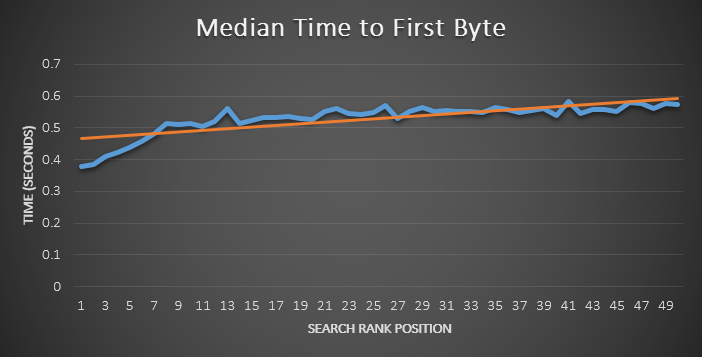 Median Time to First Byte
0.7
0.6
0.5
0.4
0.3
0.2
0.1
0
TIME (SECONDS)
1 3 5 7 9 11 13 15 17 19 21 23 25 27 29 31 33 35 37 39 41 43 45 47 49
SEARCH RANK POSITION